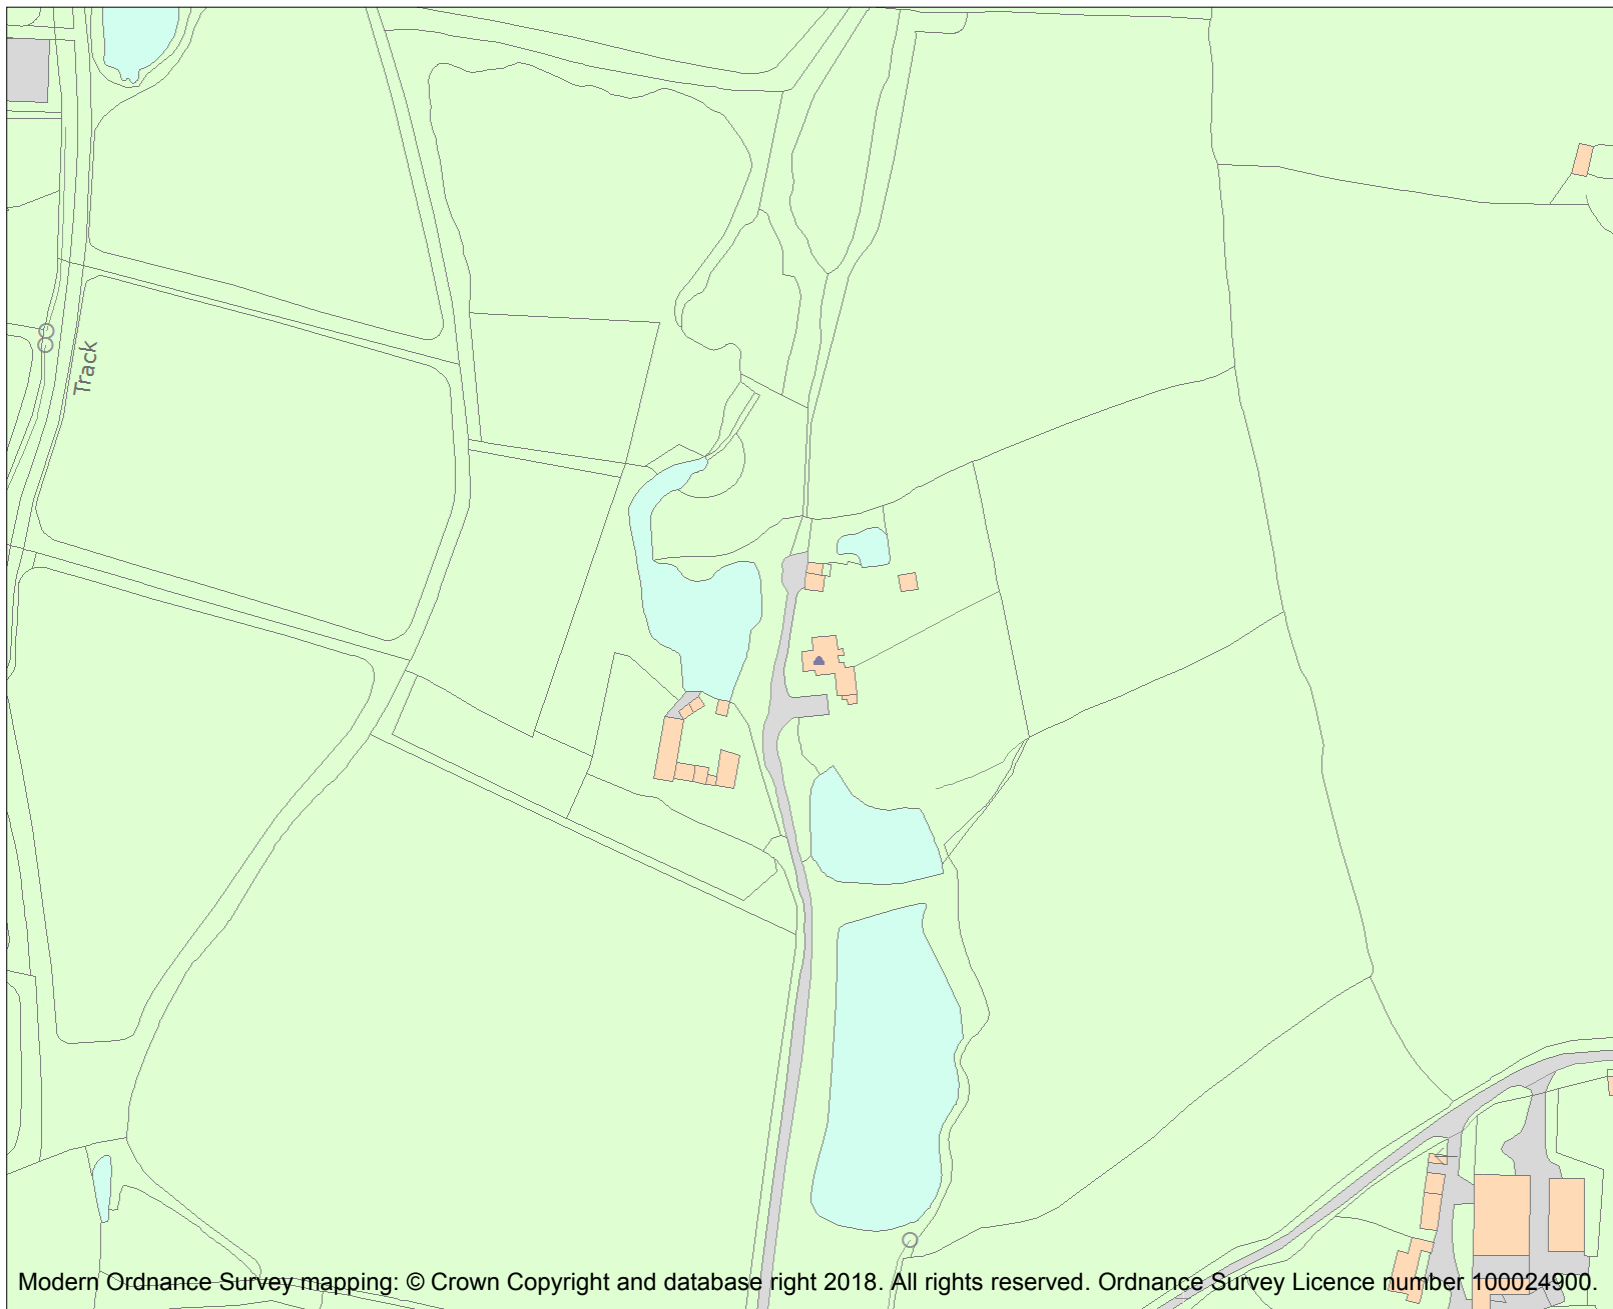 Track
Modern Ordnance Survey mapping: © Crown Copyright and database right 2018. All rights reserved. Ordnance Survey Licence number 100024900.